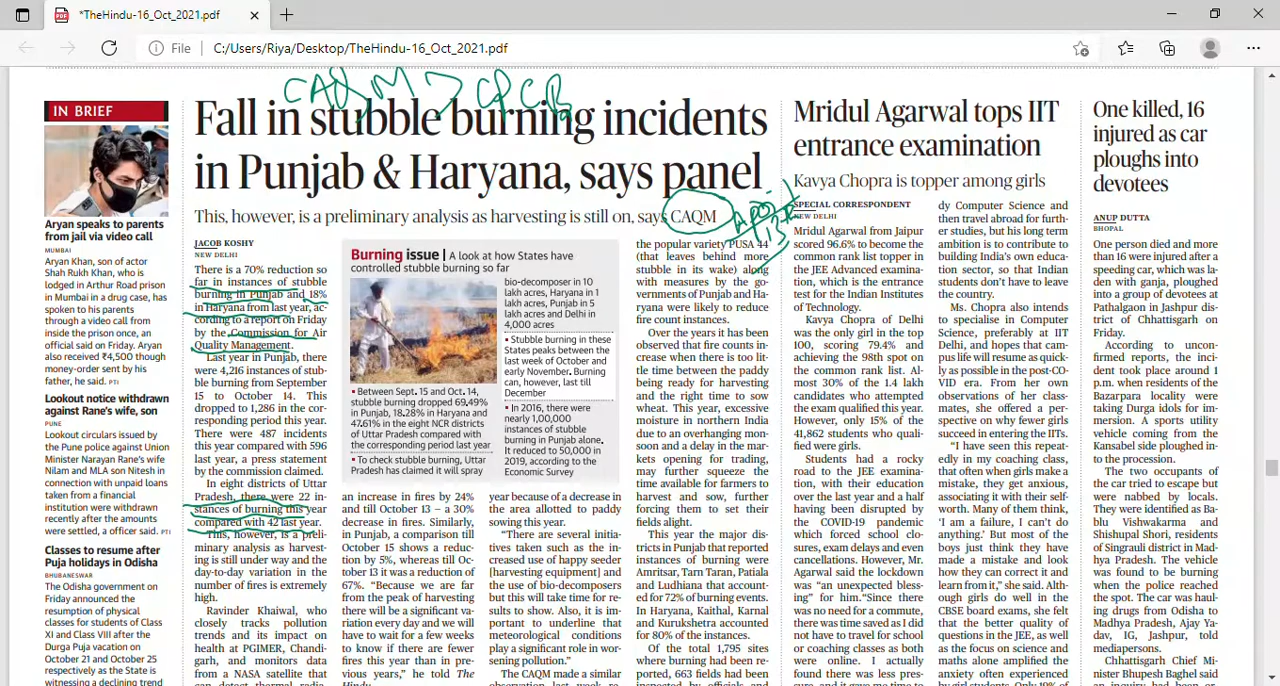 *TheHindu-16_Oct_2021.pdf
File
C:/Users/Riya/Desktop/TheHindu-16_Oct_2021.pdf
CAQM > CPCB
IN BRIEF
Aryan speaks to parents
from jail via video call
MUMBAI
Aryan Khan, son of actor
Shah Rukh Khan, who is
lodged in Arthur Road prison
in Mumbai in a drug case, has
spoken to his parents
through a video call from
inside the prison once, an
official said on Friday. Aryan
also received ₹4,500 though
money-order sent by his
father, he said. PTI
Lookout notice withdrawn
against Rane's wife, son
PUNE
Lookout circulars issued by
the Pune police against Union
Minister Narayan Rane's wife
Nilam and MLA son Nitesh in
connection with unpaid loans
taken from a financial
institution were withdrawn
recently after the amounts
were settled, a officer said. PTI
Classes to resume after
Puja holidays in Odisha
BHUBANESWAR
The Odisha government on
Friday announced the
resumption of physical
classes for students of Class
XI and Class VIII after the
Durga Puja vacation on
October 21 and October 25
respectively as the State is
witnessing a declining trend
Fall in stubble burning incidents
in Punjab & Haryana, says panel
This, however, is a preliminary analysis as harvesting is still on, says CAQM
JACOB KOSHY
NEW DELHI
There is a 70% reduction so
far in instances of stubble
burning in Punjab and 18%
in Haryana from last year, ac-
cording to a report on Friday
by the Commission for Air
Quality Management.
Last year in Punjab, there
were 4,216 instances of stub-
ble burning from September
15 to October 14. This
dropped to 1,286 in the cor-
responding period this year.
There were 487 incidents
this year compared with 596
last year, a press statement
by the commission claimed.
In eight districts of Uttar
Pradesh, there were 22 in-
stances of burning this year
compared with 42 last year.
This, however, is a preli-
minary analysis as harvest-
ing is still under way and the
day-to-day variation in the
number of fires is extremely
high.
Ravinder Khaiwal, who
closely tracks pollution
trends and its impact on
health at PGIMER, Chandi-
garh, and monitors data
from a NASA satellite that
Burning issue | A look at how States have
controlled stubble burning so far
▪ Between Sept. 15 and Oct. 14,
stubble burning dropped 69.49%
in Punjab, 18.28% in Haryana and
47.61% in the eight NCR districts
of Uttar Pradesh compared with
the corresponding period last year
▪ To check stubble burning, Uttar
Pradesh has claimed it will spray
bio-decomposer in 10
lakh acres, Haryana in 1
lakh acres, Punjab in 5
lakh acres and Delhi in
4,000 acres
▪ Stubble burning in these
States peaks between the
last week of October and
early November. Burning
can, however, last till
December
▪ In 2016, there were
nearly 1,00,000
instances of stubble
burning in Punjab alone.
It reduced to 50,000 in
2019, according to the
Economic Survey
an increase in fires by 24%
and till October 13 – a 30%
decrease in fires. Similarly,
in Punjab, a comparison till
October 15 shows a reduc-
tion by 5%, whereas till Oc-
tober 13 it was a reduction of
67%. "Because we are far
from the peak of harvesting
there will be a significant va-
riation every day and we will
have to wait for a few weeks
to know if there are fewer
fires this year than in pre-
vious years," he told The
Hindu
year because of a decrease in
the area allotted to paddy
sowing this year.
"There are several initia-
tives taken such as the in-
creased use of happy seeder
[harvesting equipment] and
the use of bio-decomposers
but this will take time for re-
sults to show. Also, it is im-
portant to underline that
meteorological conditions
play a significant role in wor-
sening pollution."
The CAQM made a similar
the popular variety PUSA 44
(that leaves behind more
stubble in its wake) along
with measures by the go-
vernments of Punjab and Ha-
ryana were likely to reduce
fire count instances.
Over the years it has been
observed that fire counts in-
crease when there is too lit-
tle time between the paddy
being ready for harvesting
and the right time to sow
wheat. This year, excessive
moisture in northern India
due to an overhanging mon-
soon and a delay in the mar-
kets opening for trading,
may further squeeze the
time available for farmers to
harvest and sow, further
forcing them to set their
fields alight.
This year the major dis-
tricts in Punjab that reported
instances of burning were
Amritsar, Tarn Taran, Patiala
and Ludhiana that account-
ed for 72% of burning events.
In Haryana, Kaithal, Karnal
and Kurukshetra accounted
for 80% of the instances.
Of the total 1,795 sites
where burning had been re-
ported, 663 fields had been
Mridul Agarwal tops IIT
entrance examination
Kavya Chopra is topper among girls
SPECIAL CORRESPONDENT
NEW DELHI
Mridul Agarwal from Jaipur
scored 96.6% to become the
common rank list topper in
the JEE Advanced examina-
tion, which is the entrance
test for the Indian Institutes
of Technology.
Kavya Chopra of Delhi
was the only girl in the top
100, scoring 79.4% and
achieving the 98th spot on
the common rank list. Al-
most 30% of the 1.4 lakh
candidates who attempted
the exam qualified this year.
However, only 15% of the
41,862 students who quali-
fied were girls.
Students had a rocky
road to the JEE examina-
tion, with their education
over the last year and a half
having been disrupted by
the COVID-19 pandemic
which forced school clo-
sures, exam delays and even
cancellations. However, Mr.
Agarwal said the lockdown
was "an unexpected bless-
ing" for him. "Since there
was no need for a commute,
there was time saved as I did
not have to travel for school
or coaching classes as both
were online. I actually
found there was less pres-
dy Computer Science and
then travel abroad for furth-
er studies, but his long term
ambition is to contribute to
building India's own educa-
tion sector, so that Indian
students don't have to leave
the country.
Ms. Chopra also intends
to specialise in Computer
Science, preferably at IIT
Delhi, and hopes that cam-
pus life will resume as quick-
ly as possible in the post-CO-
VID era. From her own
observations of her class-
mates, she offered a per-
spective on why fewer girls
succeed in entering the IITs.
"I have seen this repeat-
edly in my coaching class,
that often when girls make a
mistake, they get anxious,
associating it with their self-
worth. Many of them think,
'I am a failure, I can't do
anything.' But most of the
boys just think they have
made a mistake and look
how they can correct it and
learn from it," she said. Alth-
ough girls do well in the
CBSE board exams, she felt
that the better quality of
questions in the JEE, as well
as the focus on science and
maths alone amplified the
anxiety often experienced
One killed, 16
injured as car
ploughs into
devotees
ANUP DUTTA
BHOPAL
One person died and more
than 16 were injured after a
speeding car, which was la-
den with ganja, ploughed
into a group of devotees at
Pathalgaon in Jashpur dis-
trict of Chhattisgarh on
Friday.
According to uncon-
firmed reports, the inci-
dent took place around 1
p.m. when residents of the
Bazarpara locality were
taking Durga idols for im-
mersion. A sports utility
vehicle coming from the
Kansabel side ploughed in-
to the procession.
The two occupants of
the car tried to escape but
were nabbed by locals.
They were identified as Ba-
blu Vishwakarma and
Shishupal Shori, residents
of Singrauli district in Mad-
hya Pradesh. The vehicle
was found to be burning
when the police reached
the spot. The car was haul-
ing drugs from Odisha to
Madhya Pradesh, Ajay Ya-
dav, IG, Jashpur, told
mediapersons.
Chhattisgarh Chief Mi-
nister Bhupesh Baghel said